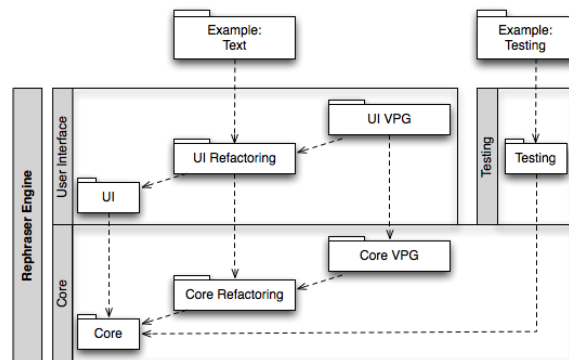 Example:
Text
Example:
Testing
Rephraser Engine
User Interface
UI VPG
UI Refactoring
UI
Testing
Testing
Core
Core VPG
Core Refactoring
Core